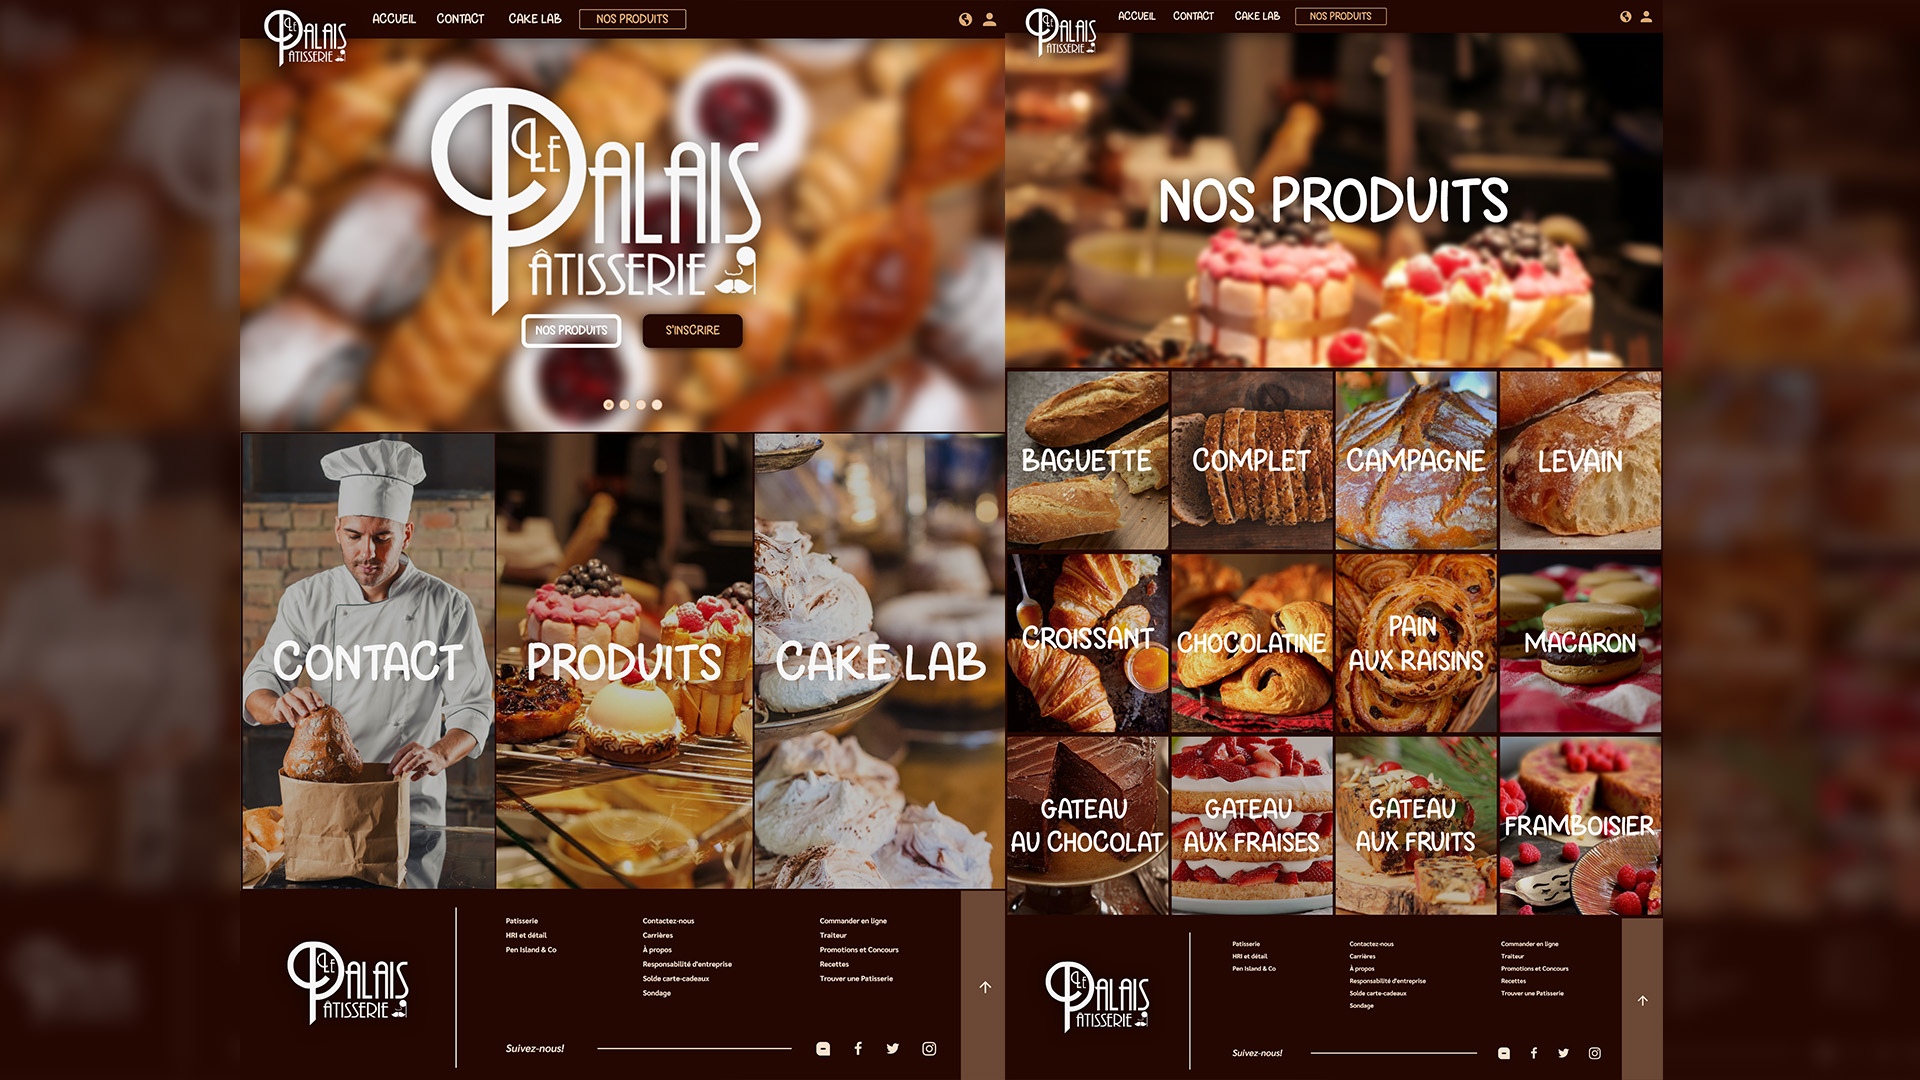 LE PALAIS
PÂTISSERIE
ACCUEIL
CONTACT
CAKE LAB
NOS PRODUITS
LE PALAIS
PÂTISSERIE
NOS PRODUITS
S'INSCRIRE
CONTACT
PRODUITS
CAKE LAB
LE PALAIS
PÂTISSERIE
Patisserie
HRI et détail
Pen Island & Co
Contactez-nous
Carrières
À propos
Responsabilité d'entreprise
Solde carte-cadeaux
Sondage
Commander en ligne
Traiteur
Promotions et Concours
Recettes
Trouver une Patisserie
Suivez-nous!
LE PALAIS
PÂTISSERIE
ACCUEIL
CONTACT
CAKE LAB
NOS PRODUITS
NOS PRODUITS
BAGUETTE
COMPLET
CAMPAGNE
LEVAIN
CROISSANT
CHOCOLATINE
PAIN
AUX RAISINS
MACARON
GATEAU
AU CHOCOLAT
GATEAU
AUX FRAISES
GATEAU
AUX FRUITS
FRAMBOISIER
LE PALAIS
PÂTISSERIE
Patisserie
HRI et détail
Pen Island & Co
Contactez-nous
Carrières
À propos
Responsabilité d'entreprise
Solde carte-cadeaux
Sondage
Commander en ligne
Traiteur
Promotions et Concours
Recettes
Trouver une Patisserie
Suivez-nous!